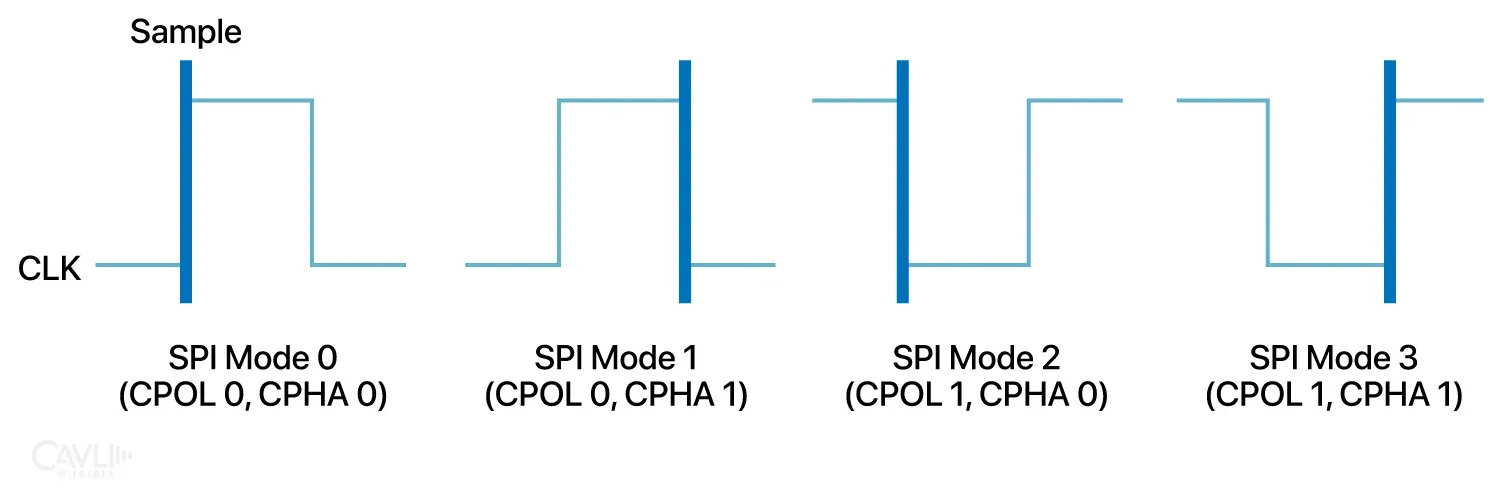 Sample
CLK
SPI Mode 0
(CPOL 0, CPHA 0)
SPI Mode 1
(CPOL 0, CPHA 1)
SPI Mode 2
(CPOL 1, CPHA 0)
SPI Mode 3
(CPOL 1, CPHA 1)
CAVLI
WIRELESS